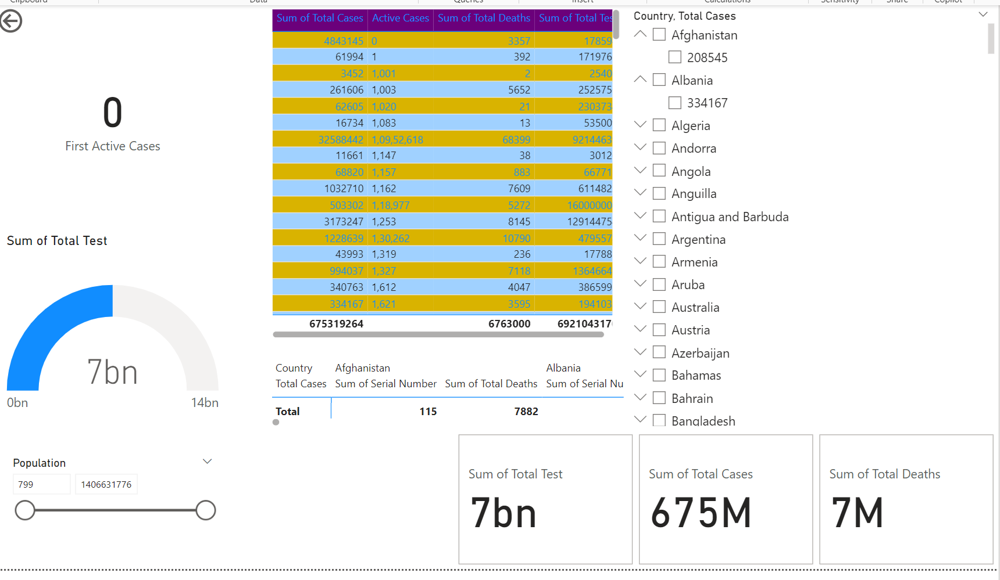 Clipboard Data Queries Insert Calculations Sensitivity Share Copilot
0
First Active Cases
Sum of Total Test
7bn
0bn 14bn
Population
799 1406631776
Sum of Total Cases Active Cases Sum of Total Deaths Sum of Total Tes
4843145 0 3357 17859
61994 1 392 171976
3452 1,001 2 2540
261606 1,003 5652 252575
62605 1,020 21 230373
16734 1,083 13 53500
32588442 1,09,52,618 68399 9214463
11661 1,147 38 3012
68820 1,157 883 66771
1032710 1,162 7609 611482
503302 1,18,977 5272 16000000
3173247 1,253 8145 12914475
1228639 1,30,262 10790 479557
43993 1,319 236 17788
994037 1,327 7118 1364664
340763 1,612 4047 386599
334167 1,621 3595 194103
675319264 6763000 692104317
Country Afghanistan Albania
Total Cases Sum of Serial Number Sum of Total Deaths Sum of Serial Nu
Total 115 7882
Country, Total Cases
Afghanistan
208545
Albania
334167
Algeria
Andorra
Angola
Anguilla
Antigua and Barbuda
Argentina
Armenia
Aruba
Australia
Austria
Azerbaijan
Bahamas
Bahrain
Bangladesh
Sum of Total Test
7bn
Sum of Total Cases
675M
Sum of Total Deaths
7M